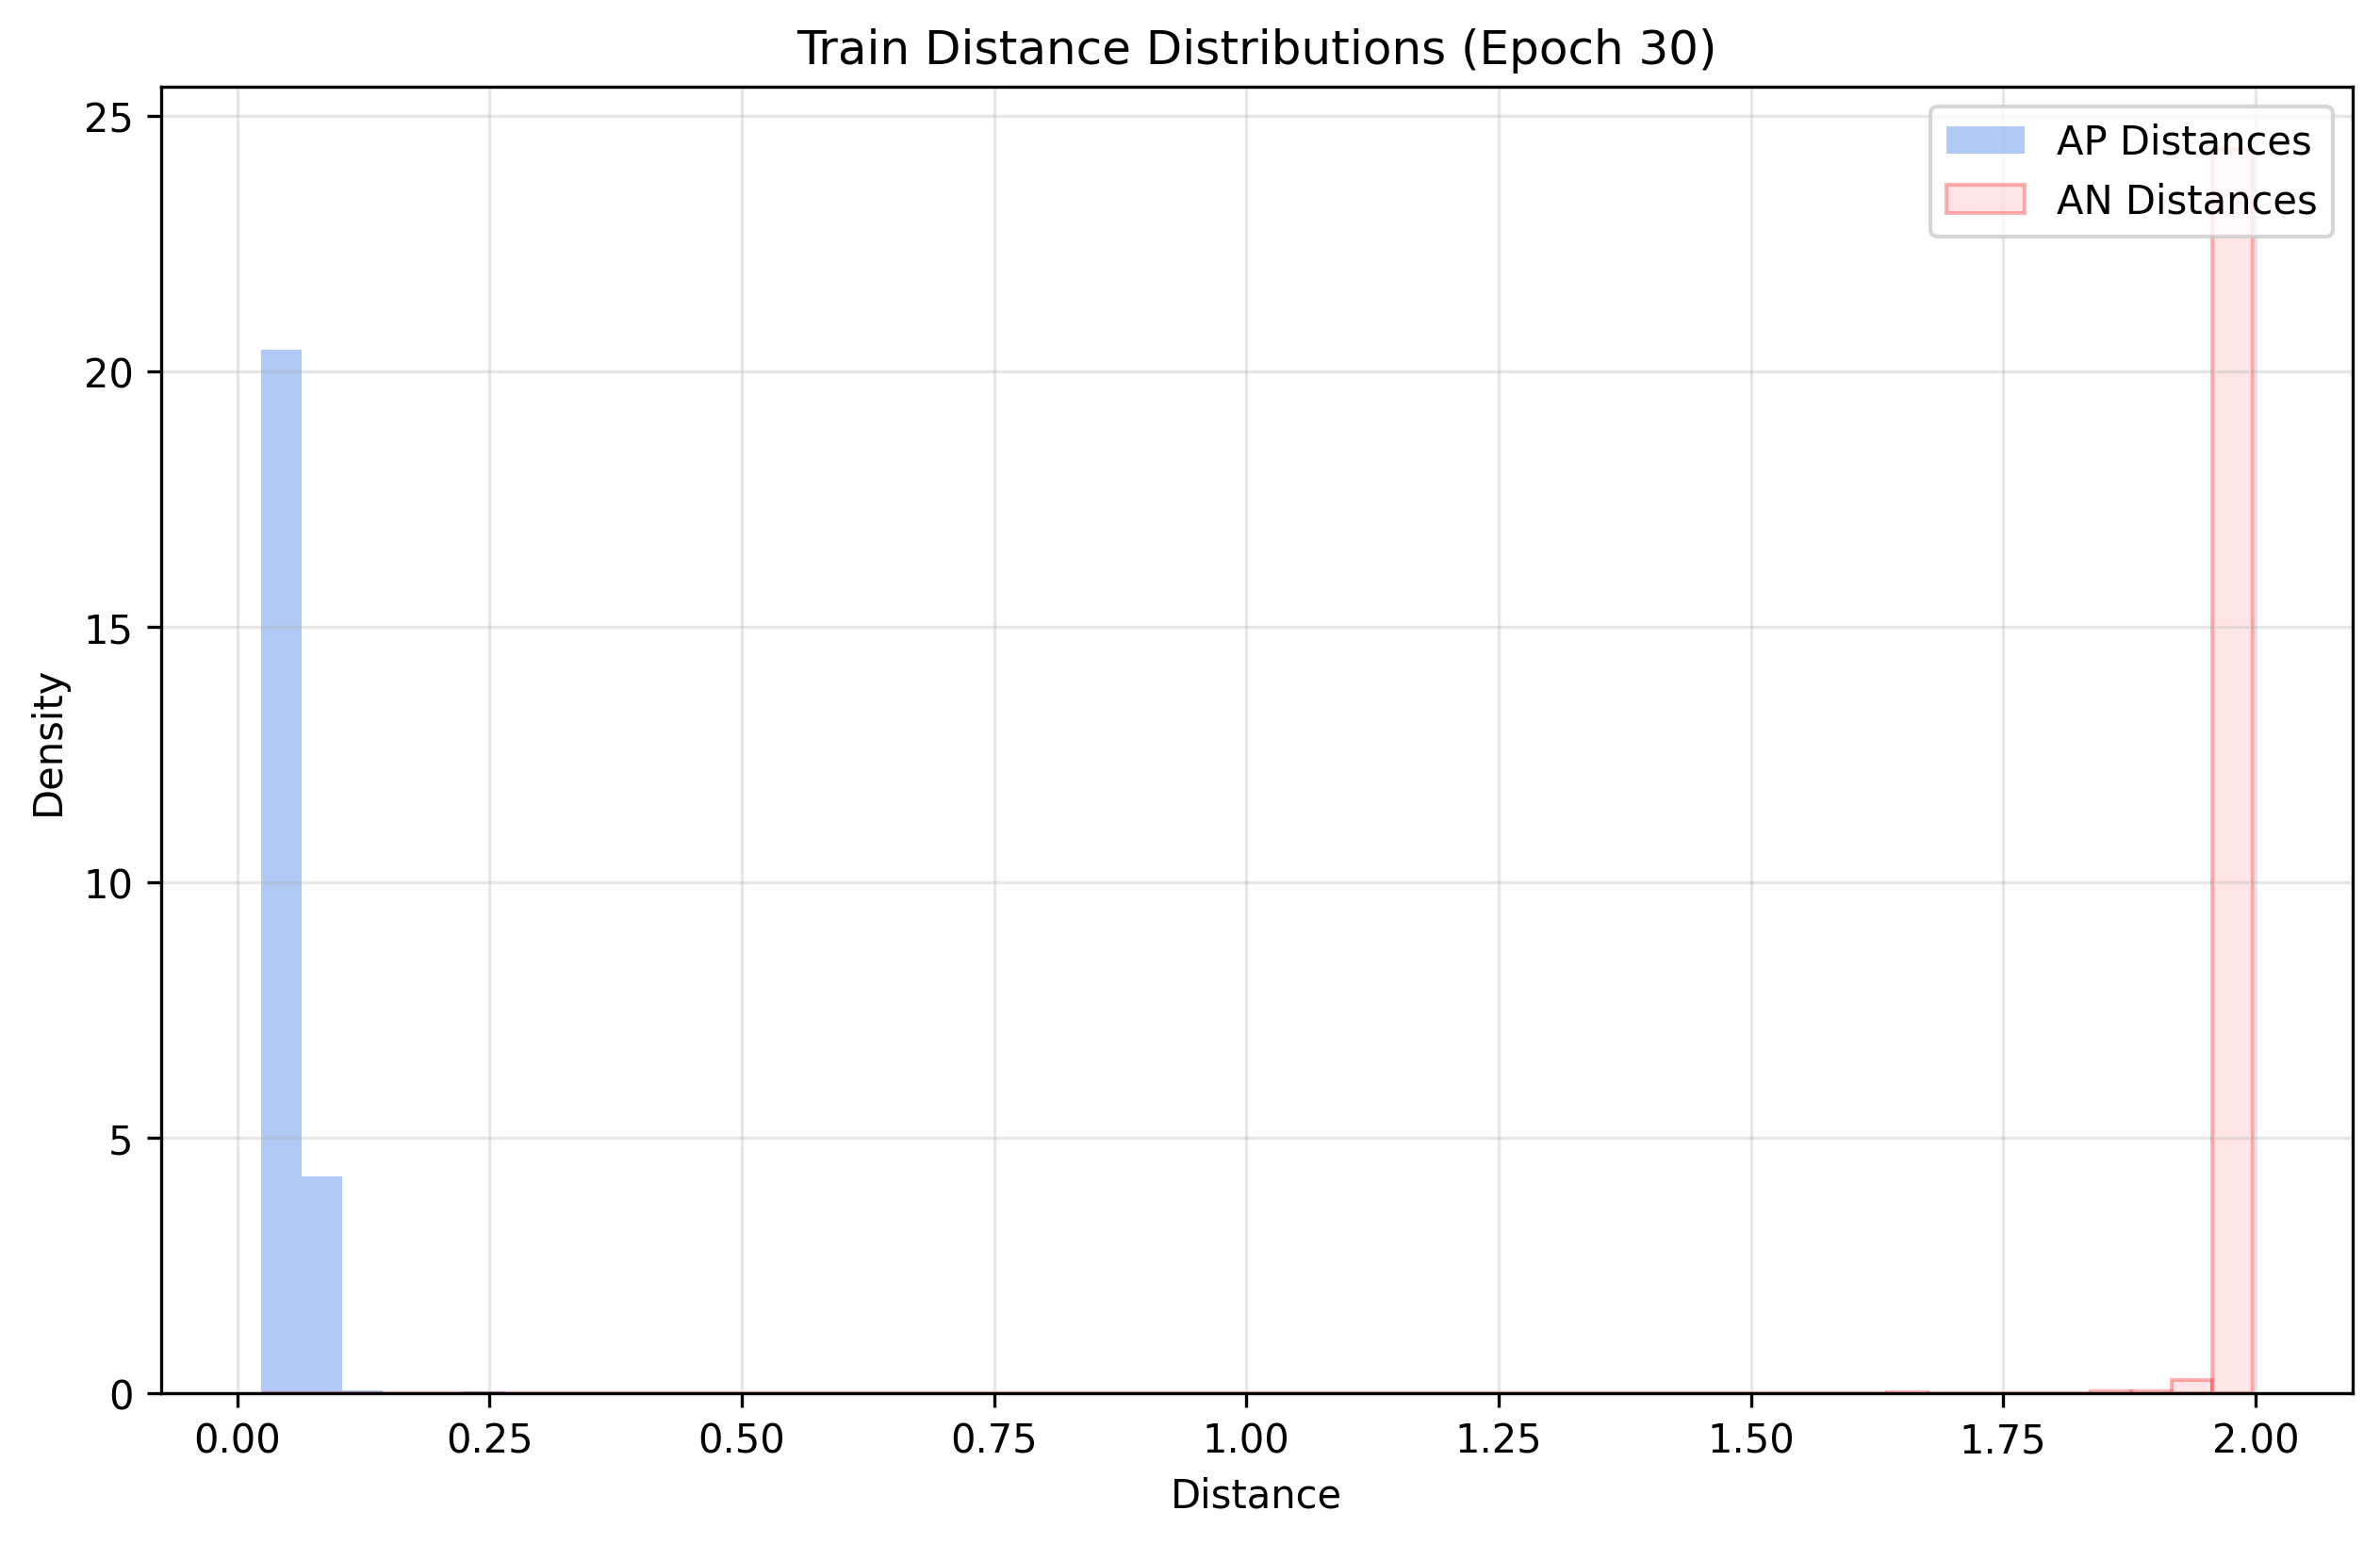 Train Distance Distributions (Epoch 30)
AP Distances
AN Distances
25
20
15
10
5
0
Density
0.00 0.25 0.50 0.75 1.00 1.25 1.50 1.75 2.00
Distance